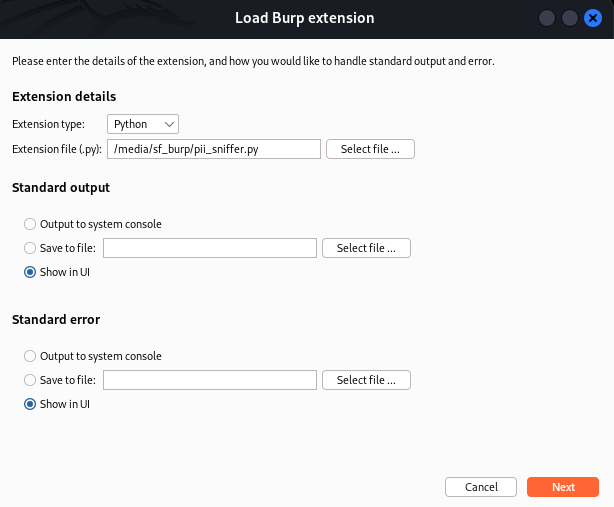 Load Burp extension
Please enter the details of the extension, and how you would like to handle standard output and error.
Extension details
Extension type: Python
Extension file (.py): /media/sf_burp/pii_sniffer.py Select file ...
Standard output
Output to system console
Save to file: Select file ...
Show in UI
Standard error
Output to system console
Save to file: Select file ...
Show in UI
Cancel Next